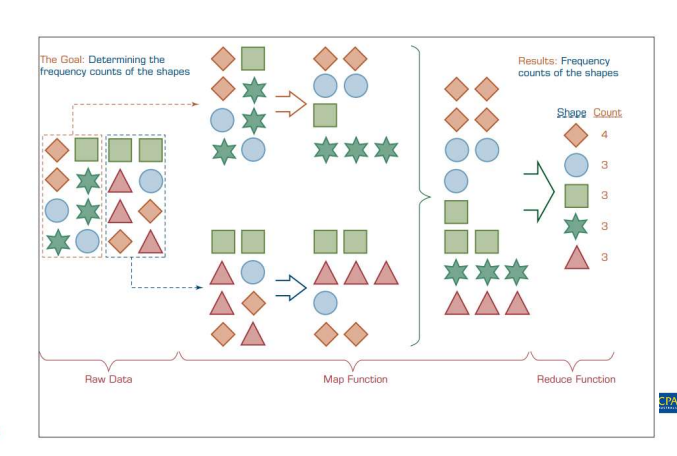 The Goal: Determining the
frequency counts of the shapes
Results: Frequency
counts of the shapes
Shape Count
4
3
3
3
3
Raw Data
Map Function
Reduce Function
CPA
AUSTRALIA